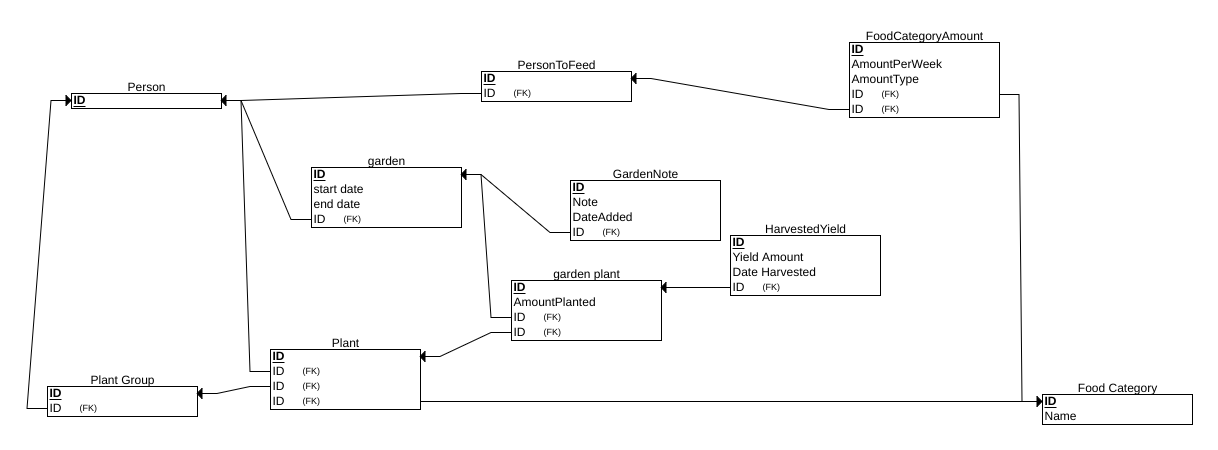 FoodCategoryAmount
ID
AmountPerWeek
AmountType
ID (FK)
ID (FK)
PersonToFeed
ID
ID (FK)
Person
ID
garden
ID
start date
end date
ID (FK)
GardenNote
ID
Note
DateAdded
ID (FK)
HarvestedYield
ID
Yield Amount
Date Harvested
ID (FK)
garden plant
ID
AmountPlanted
ID (FK)
ID (FK)
Plant
ID
ID (FK)
ID (FK)
ID (FK)
Plant Group
ID
ID (FK)
Food Category
ID
Name